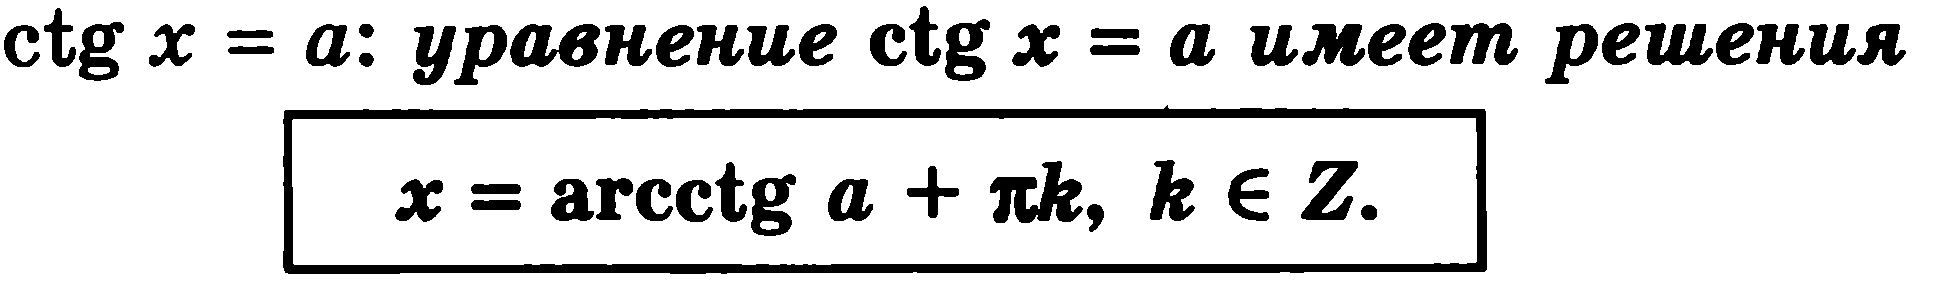 ctg x = a: уравнение ctg x = a имеет решения
x = arcctg a + πk, k ∈ Z.